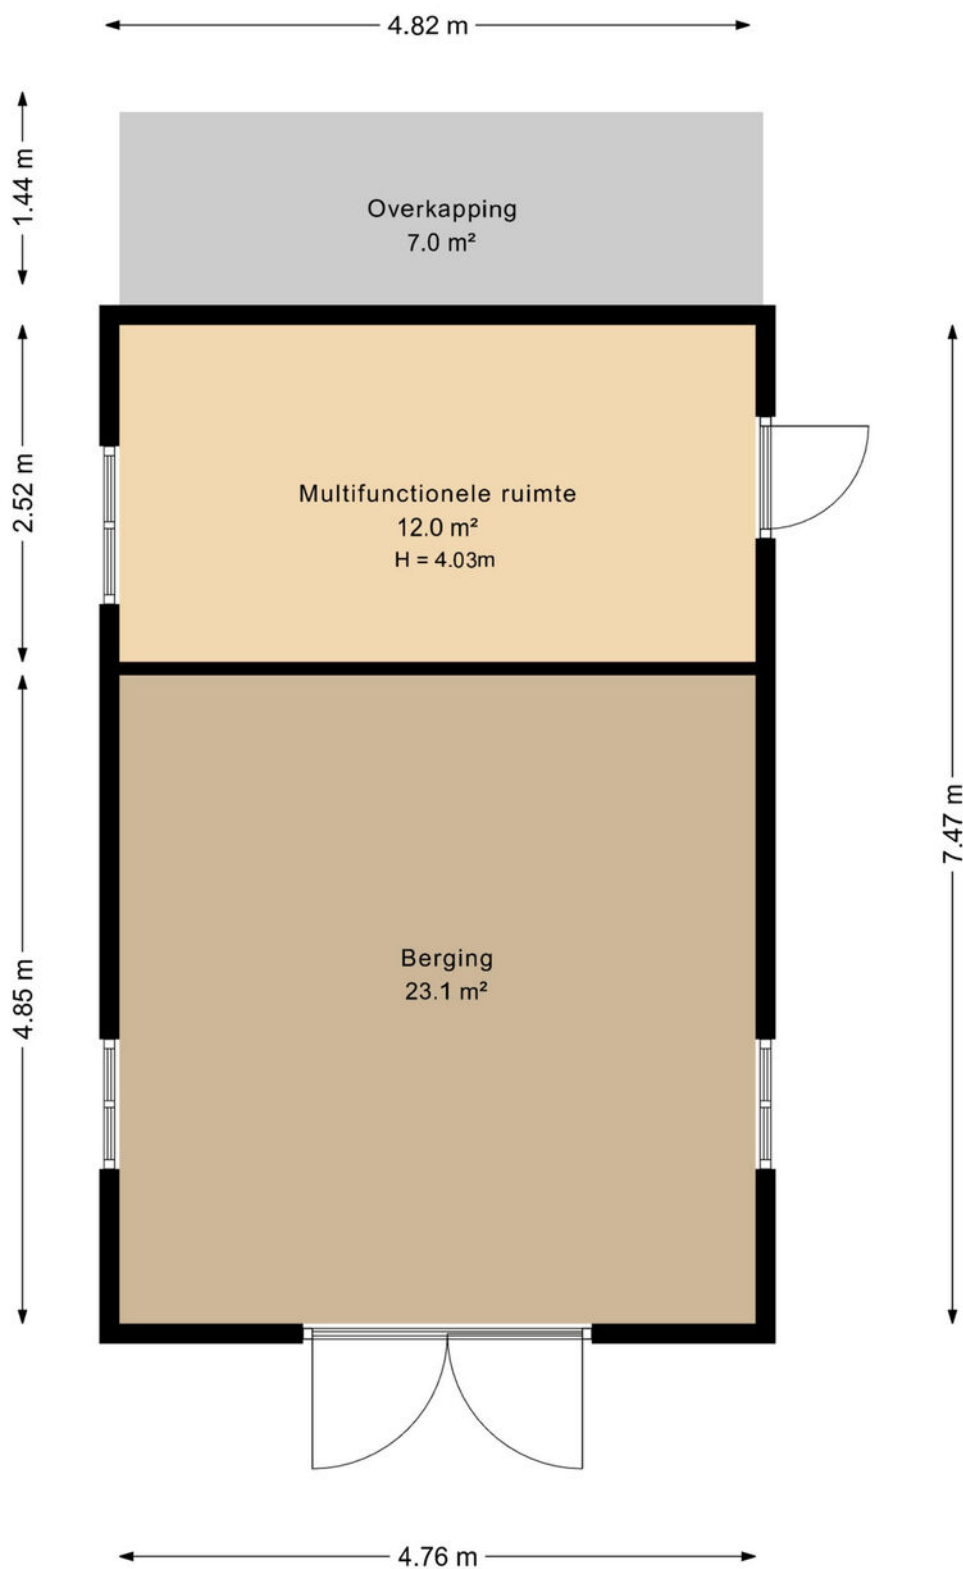 4.82 m
1.44 m
Overkapping
7.0 m²
2.52 m
Multifunctionele ruimte
12.0 m²
H = 4.03m
7.47 m
4.85 m
Berging
23.1 m²
4.76 m